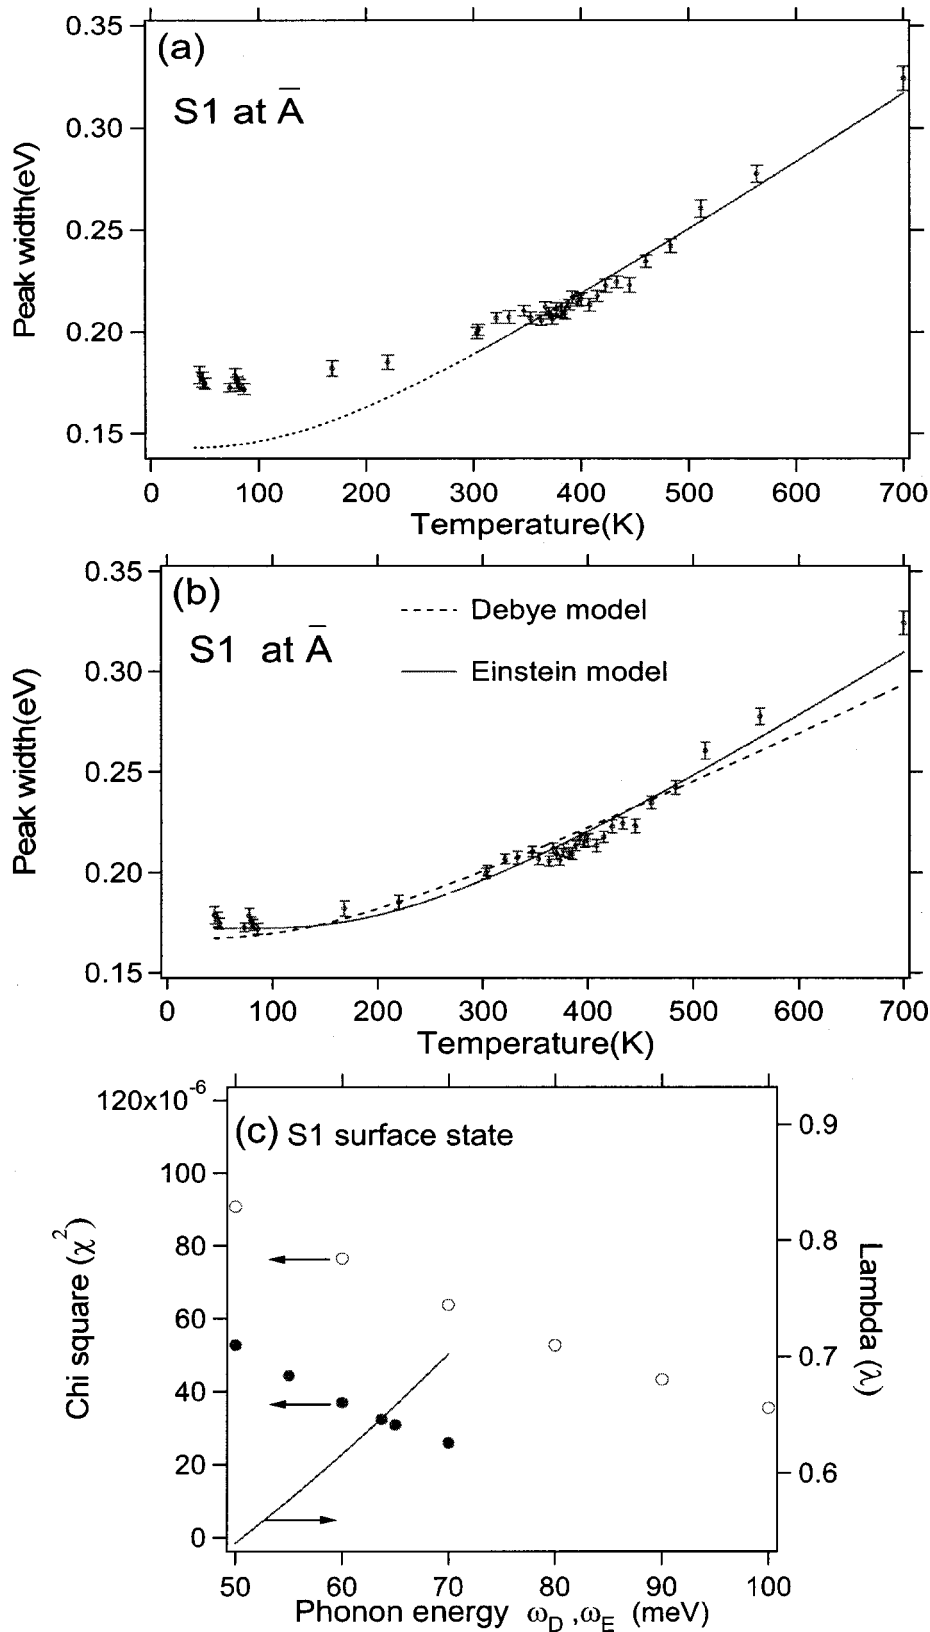 (a)
S1 at A̅
0.35
0.30
0.25
0.20
0.15
Peak width(eV)
0 100 200 300 400 500 600 700
Temperature(K)
(b)
S1 at A̅
Debye model
Einstein model
0.35
0.30
0.25
0.20
0.15
Peak width(eV)
0 100 200 300 400 500 600 700
Temperature(K)
(c) S1 surface state
120x10⁻⁶
100
80
60
40
20
0
Chi square (χ²)
0.9
0.8
0.7
0.6
Lambda (λ)
50 60 70 80 90 100
Phonon energy ω_D ,ω_E (meV)